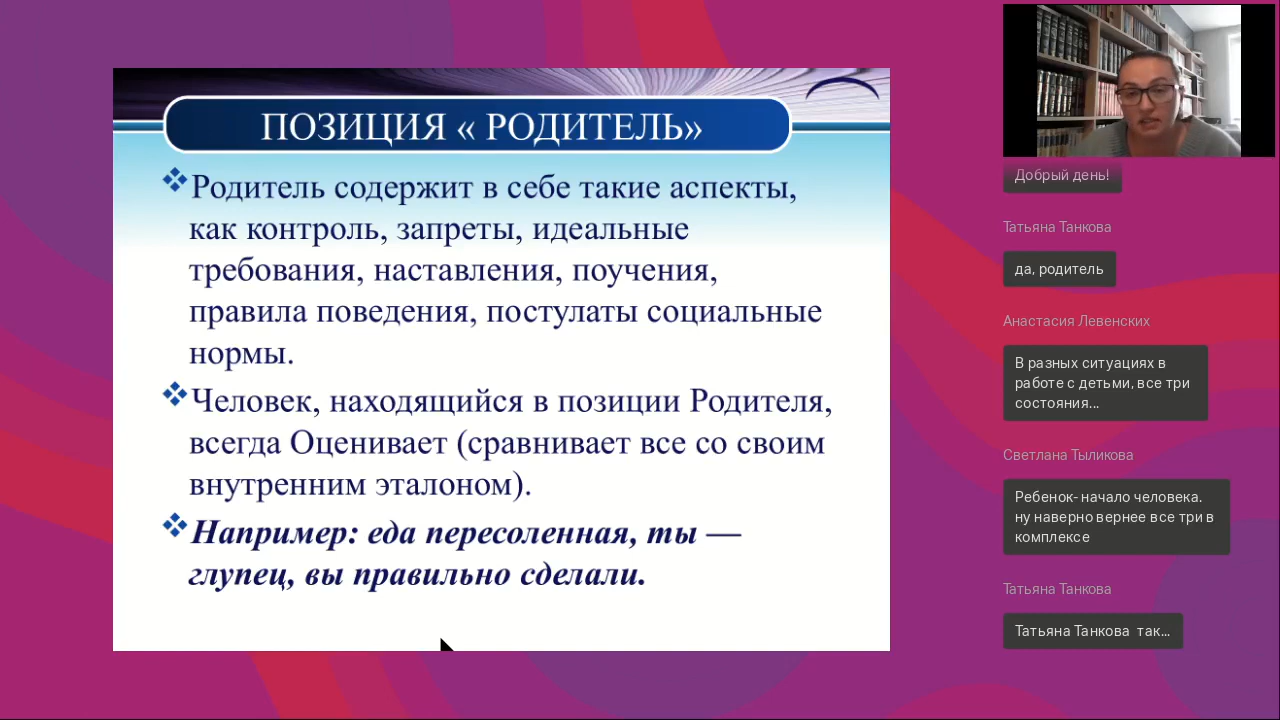 ПОЗИЦИЯ « РОДИТЕЛЬ»
Родитель содержит в себе такие аспекты,
как контроль, запреты, идеальные
требования, наставления, поучения,
правила поведения, постулаты социальные
нормы.
Человек, находящийся в позиции Родителя,
всегда Оценивает (сравнивает все со своим
внутренним эталоном).
Например: еда пересоленная, ты —
глупец, вы правильно сделали.
Добрый день!
Татьяна Танкова
да, родитель
Анастасия Левенских
В разных ситуациях в
работе с детьми, все три
состояния...
Светлана Тыликова
Ребенок- начало человека.
ну наверно вернее все три в
комплексе
Татьяна Танкова
Татьяна Танкова так...